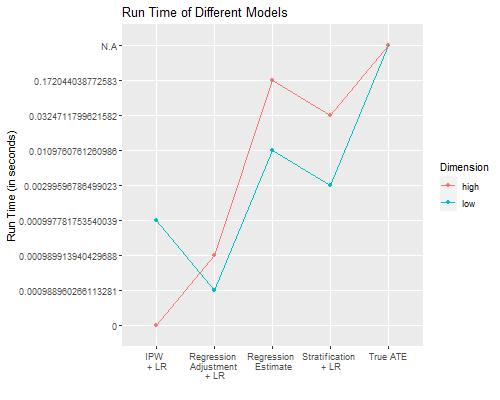 Run Time of Different Models
Run Time (in seconds)
N.A
0.172044038772583
0.0324711799621582
0.0109760761260986
0.00299596786499023
0.000997781753540039
0.000989913940429688
0.000988960266113281
0
IPW
+ LR
Regression
Adjustment
+ LR
Regression
Estimate
Stratification
+ LR
True ATE
Dimension
high
low